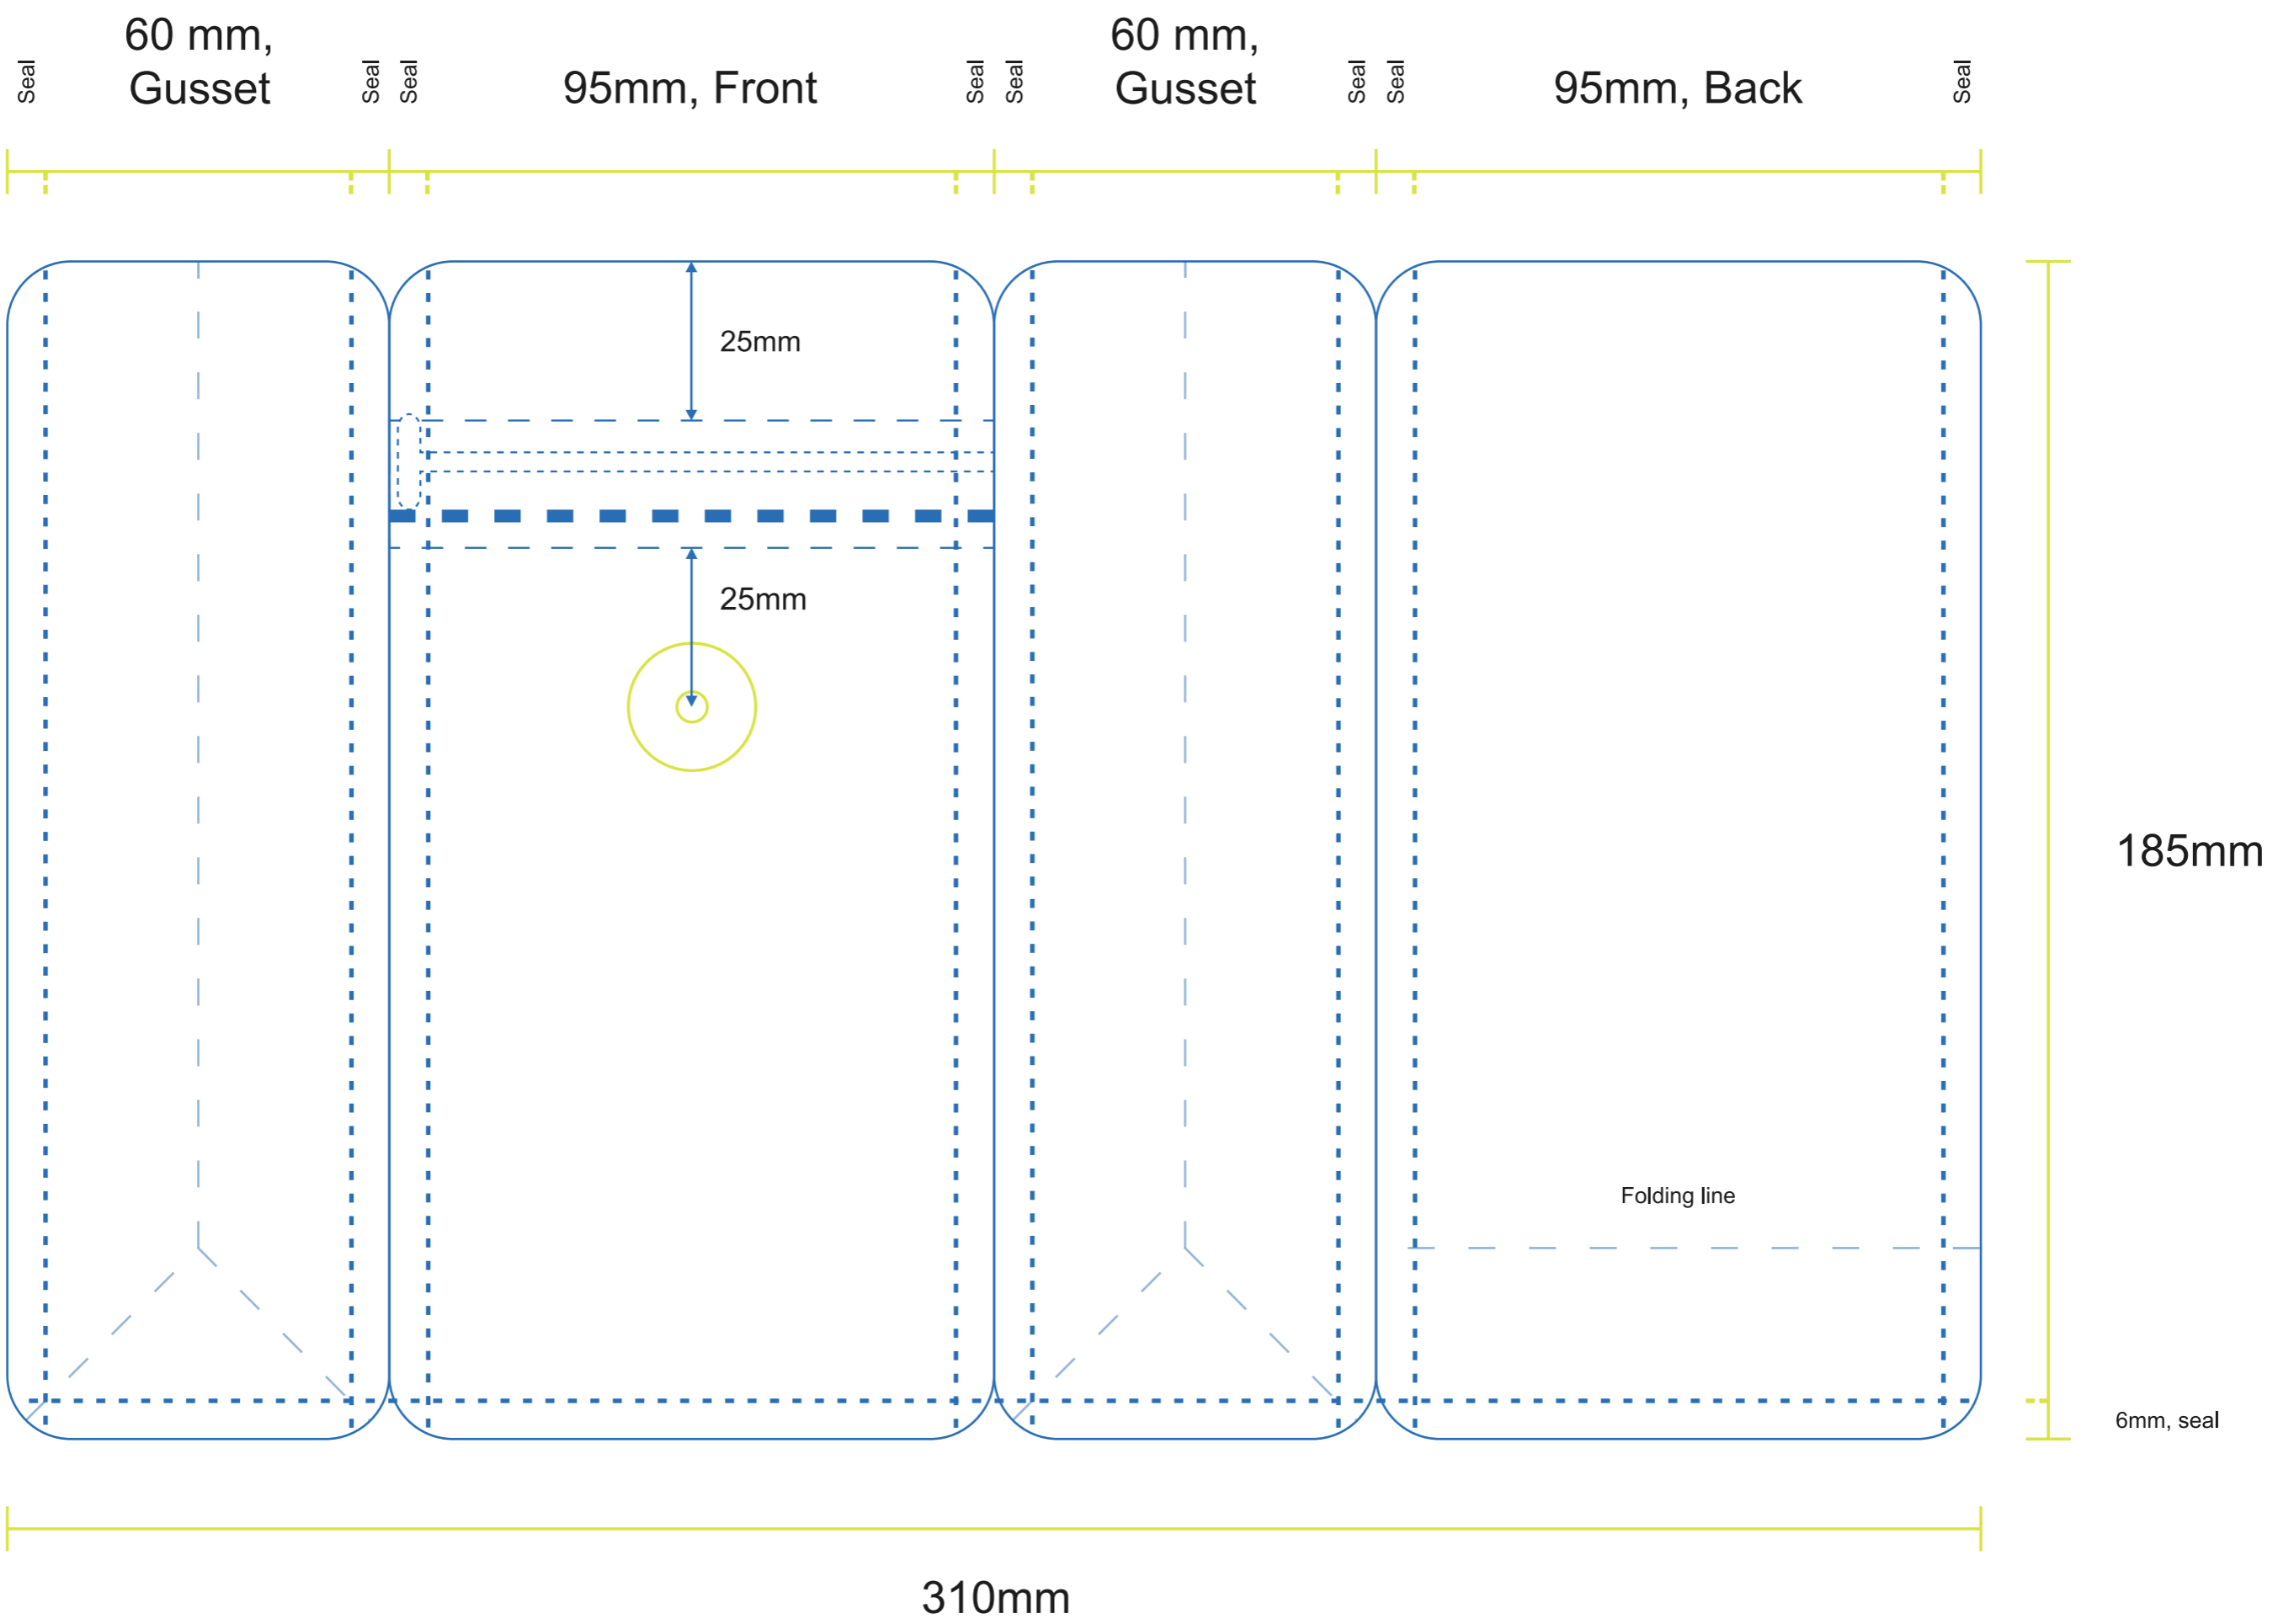 60 mm,
Gusset
Seal
Seal
Seal
95mm, Front
Seal
Seal
60 mm,
Gusset
Seal
Seal
95mm, Back
Seal
25mm
25mm
185mm
Folding line
6mm, seal
310mm